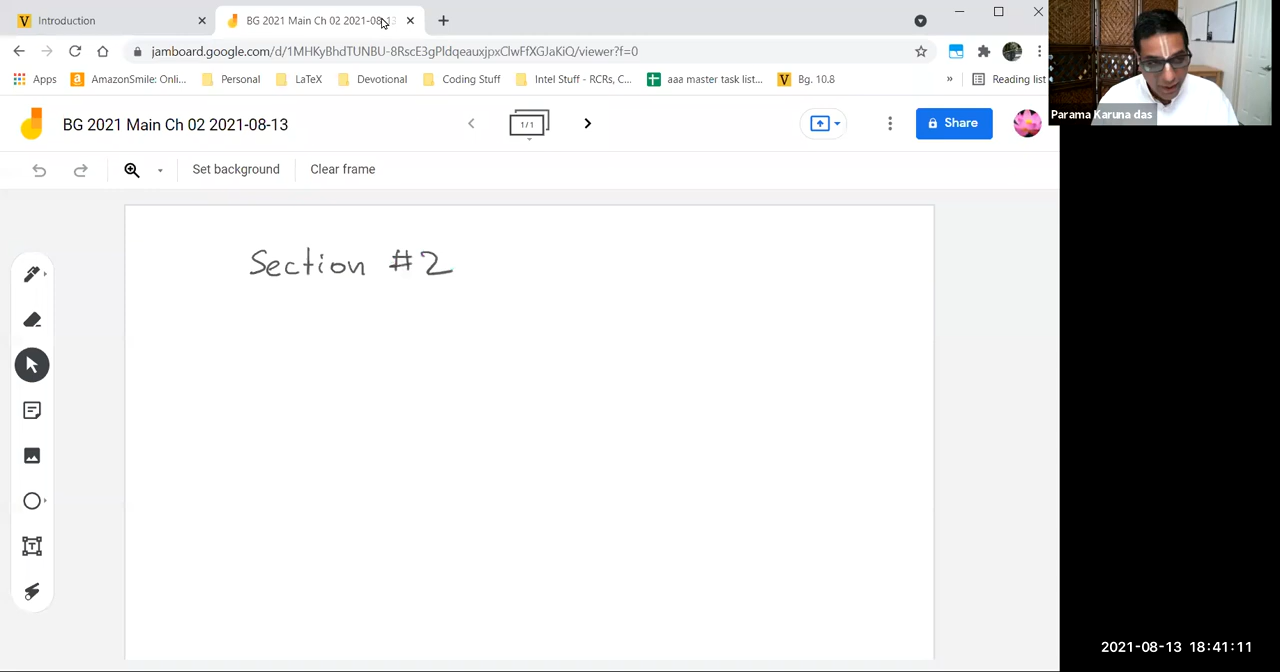 Introduction
BG 2021 Main Ch 02 2021-08-13
jamboard.google.com/d/1MHKyBhdTUNBU-8RscE3gPldqeauxjpxClwFfXGJaKiQ/viewer?f=0
Apps
AmazonSmile: Onli...
Personal
LaTeX
Devotional
Coding Stuff
Intel Stuff - RCRs, C...
aaa master task list...
Bg. 10.8
»
Reading list
BG 2021 Main Ch 02 2021-08-13
1/1
Share
Parama Karuna das
Set background
Clear frame
Section #2
2021-08-13 18:41:11